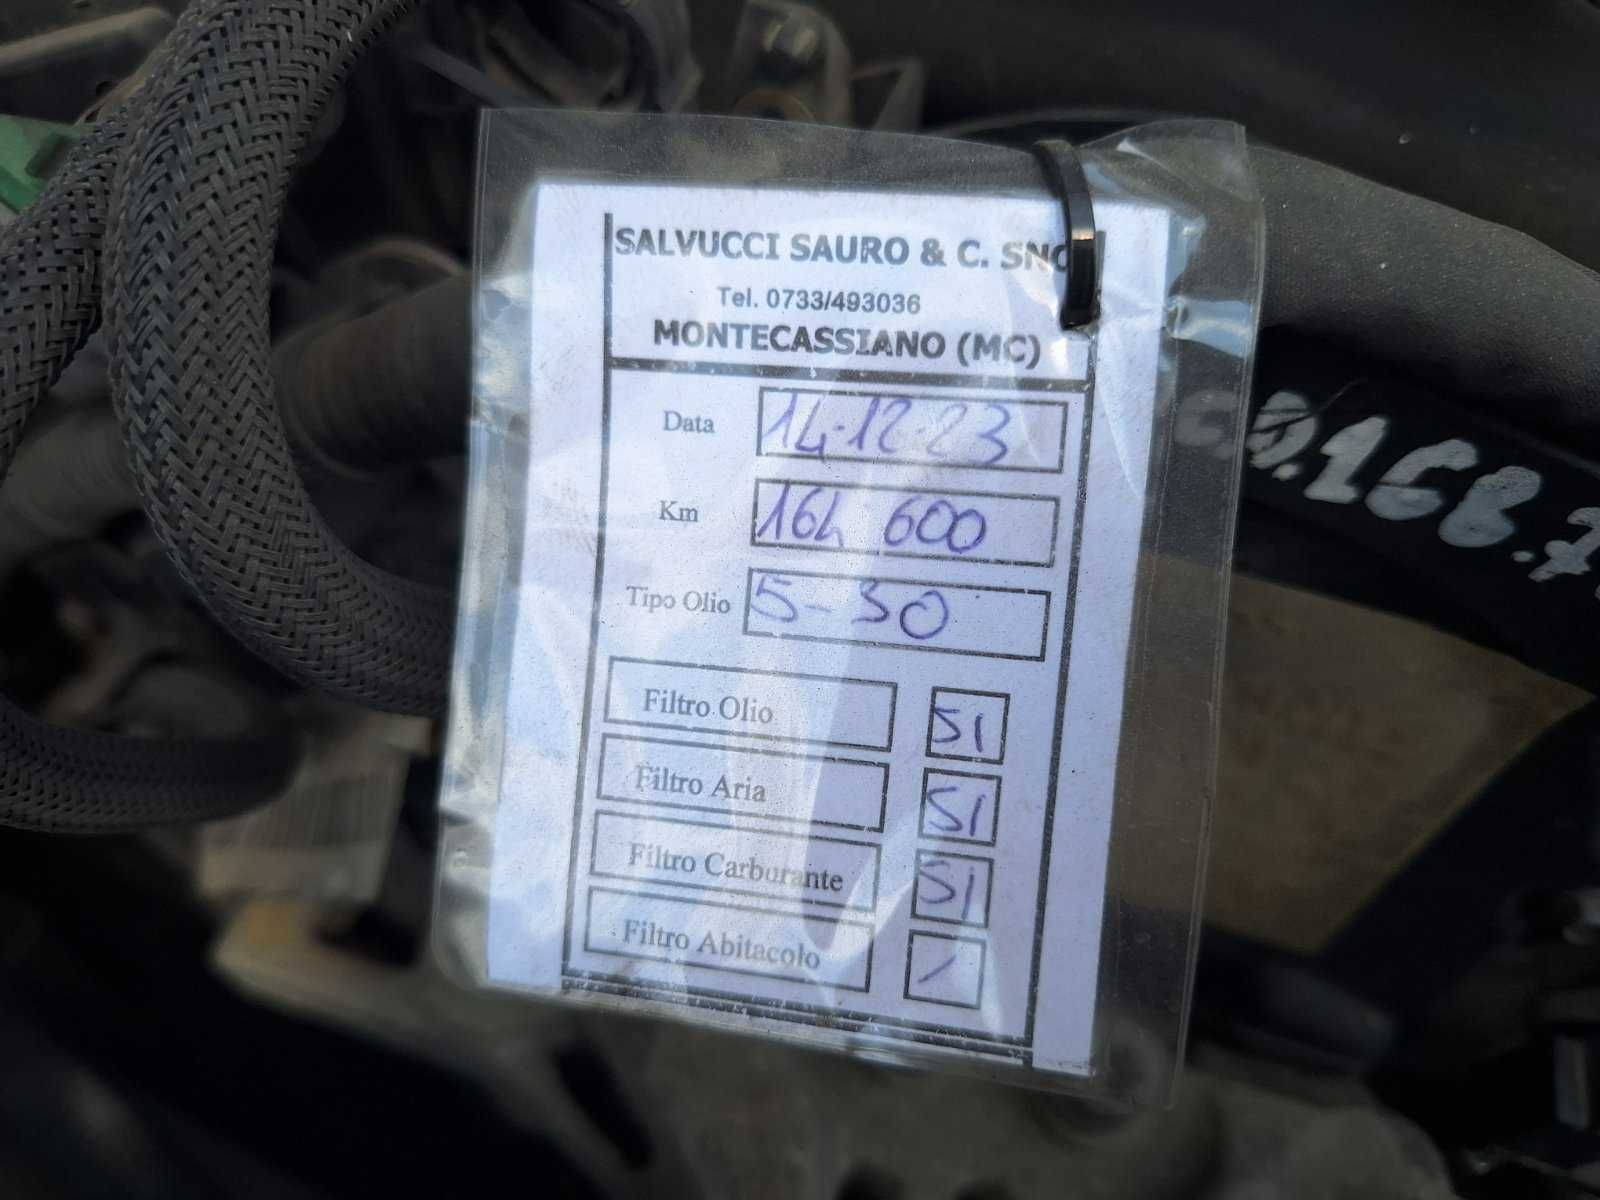 SALVUCCI SAURO & C. SNC
Tel. 0733/493036
MONTECASSIANO (MC)
Data 14-12-23
Km 164 600
Tipo Olio 5-30
Filtro Olio SI
Filtro Aria SI
Filtro Carburante SI
Filtro Abitacolo /